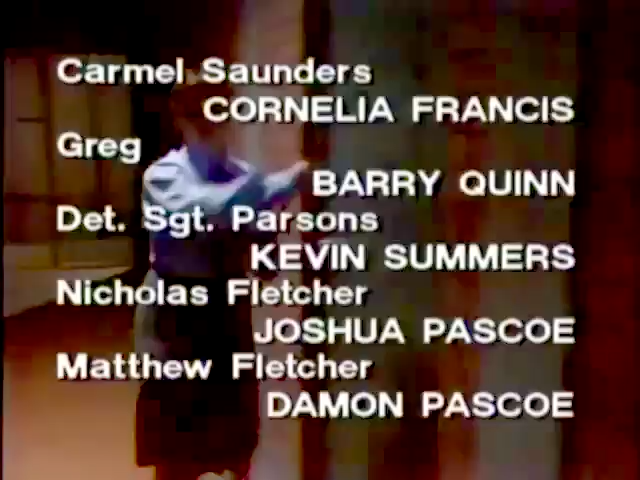 Carmel Saunders
CORNELIA FRANCIS
Greg
BARRY QUINN
Det. Sgt. Parsons
KEVIN SUMMERS
Nicholas Fletcher
JOSHUA PASCOE
Matthew Fletcher
DAMON PASCOE